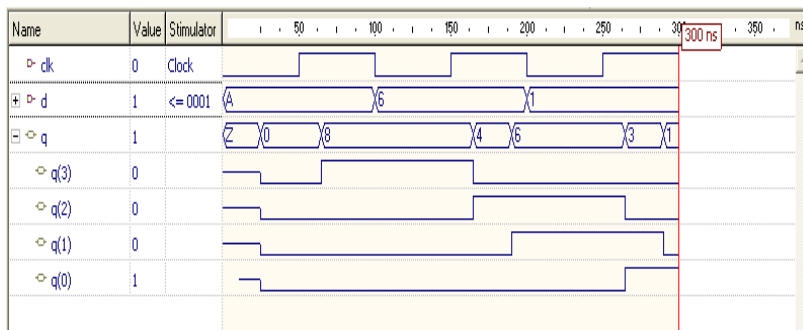 Name Value Stimulator 50 100 150 200 250 300 350 ns
300 ns
clk 0 Clock
d 1 <= 0001 A 6 1
q 1 Z 0 8 4 6 3 1
q(3) 0
q(2) 0
q(1) 0
q(0) 1